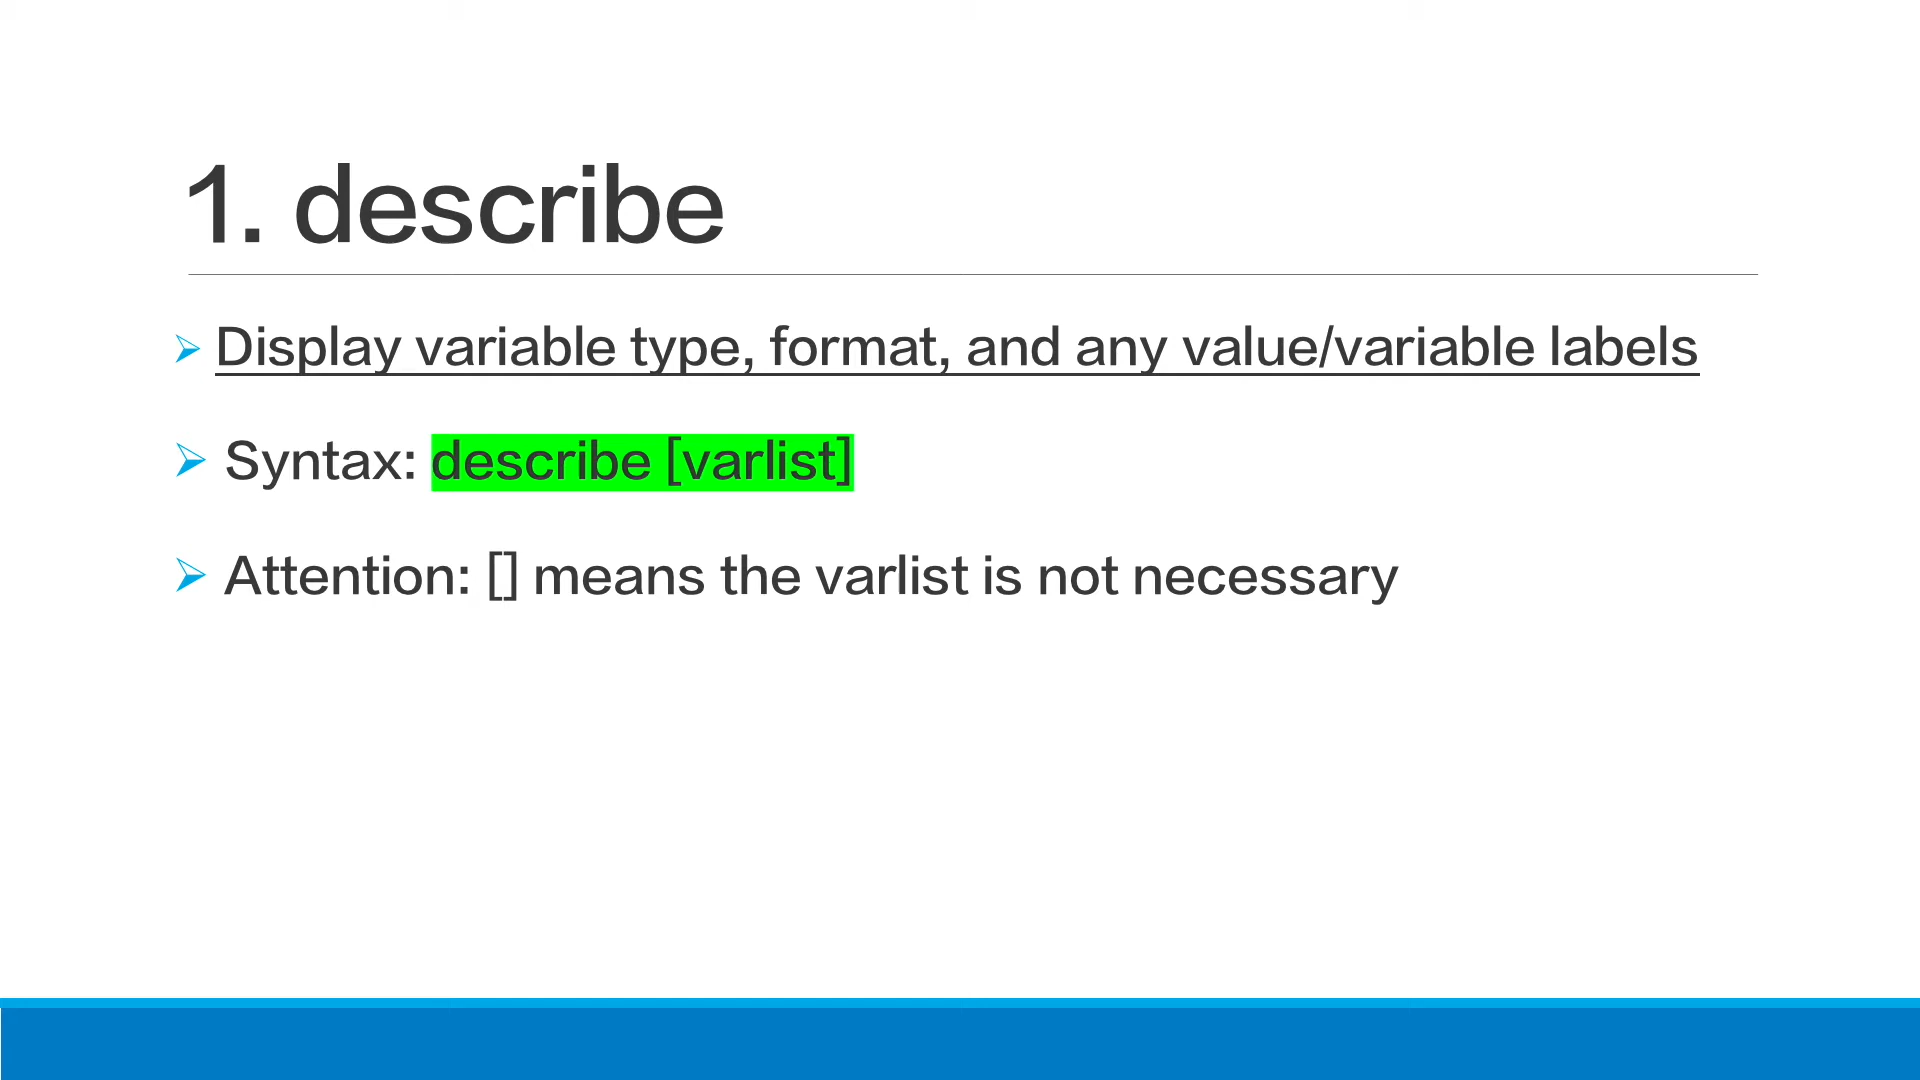 1. describe
Display variable type, format, and any value/variable labels
Syntax: describe [varlist]
Attention: [] means the varlist is not necessary